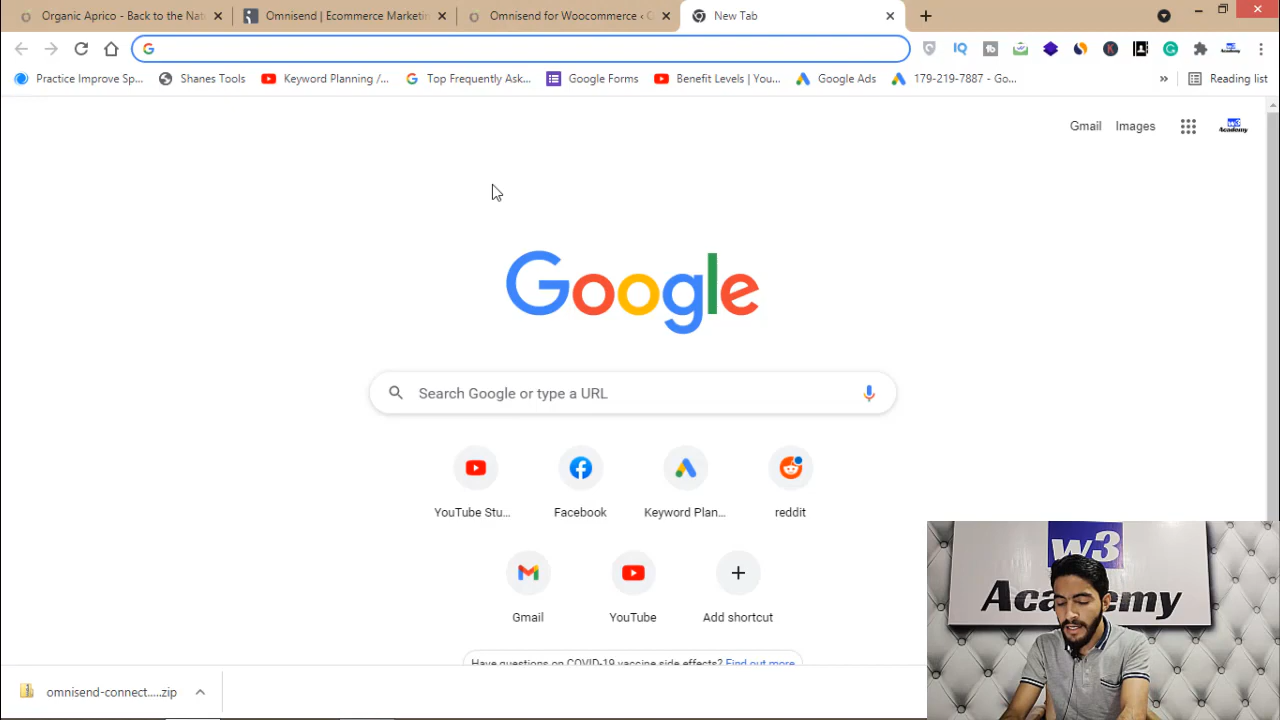 Organic Aprico - Back to the Nat
Omnisend | Ecommerce Marketin
Omnisend for Woocommerce ‹ O
New Tab
Practice Improve Sp...
Shanes Tools
Keyword Planning /...
Top Frequently Ask...
Google Forms
Benefit Levels | You...
Google Ads
179-219-7887 - Go...
»
Reading list
Gmail
Images
w3
Academy
Google
Search Google or type a URL
YouTube Stu...
Facebook
Keyword Plan...
reddit
Gmail
YouTube
Add shortcut
Have questions on COVID-19 vaccine side effects? Find out more
omnisend-connect.....zip
w3
Academy